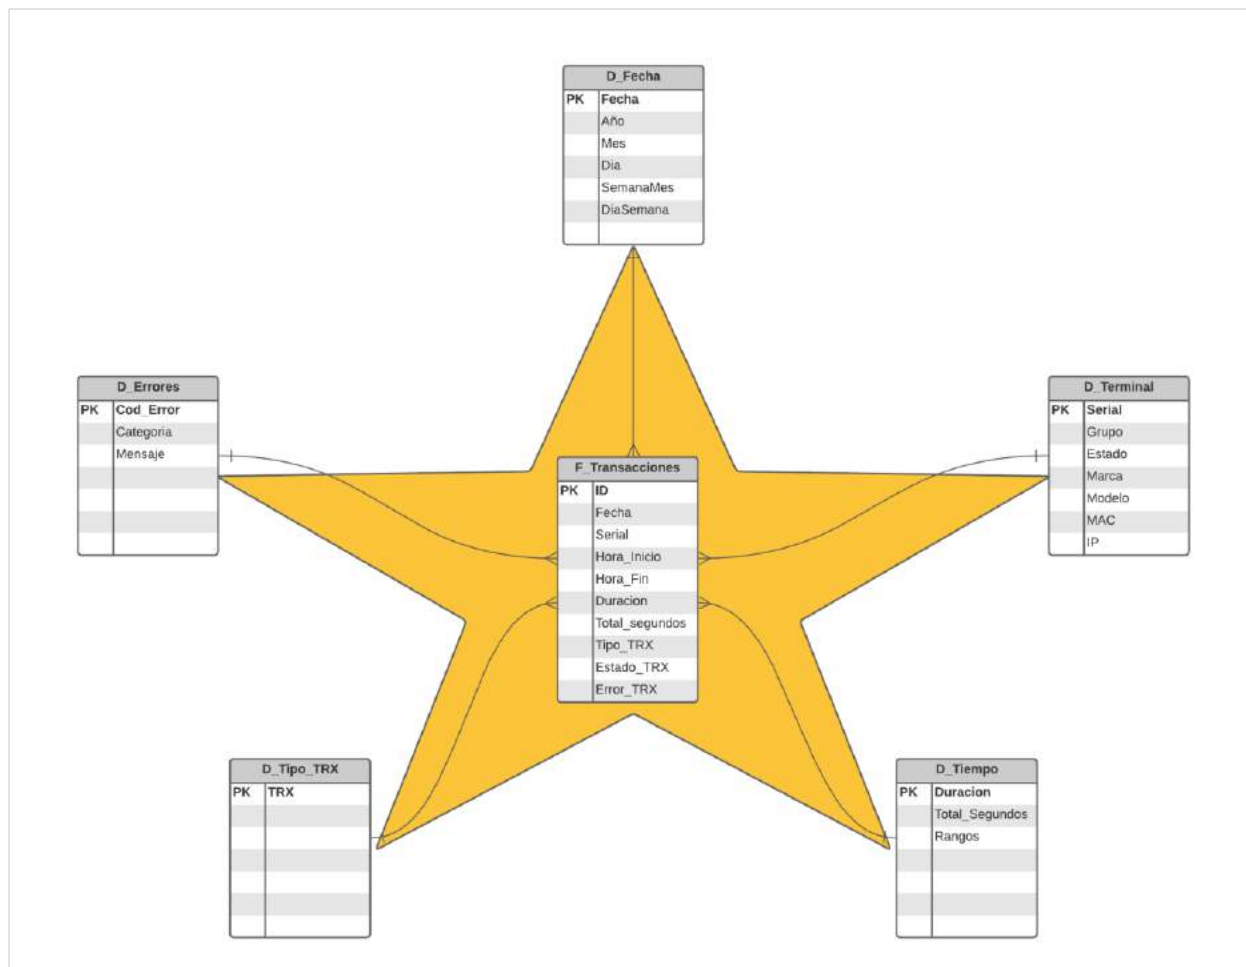 D_Fecha
PK Fecha
Año
Mes
Dia
SemanaMes
DiaSemana
D_Errores
PK Cod_Error
Categoria
Mensaje
D_Terminal
PK Serial
Grupo
Estado
Marca
Modelo
MAC
IP
F_Transacciones
PK ID
Fecha
Serial
Hora_Inicio
Hora_Fin
Duracion
Total_segundos
Tipo_TRX
Estado_TRX
Error_TRX
D_Tipo_TRX
PK TRX
D_Tiempo
PK Duracion
Total_Segundos
Rangos